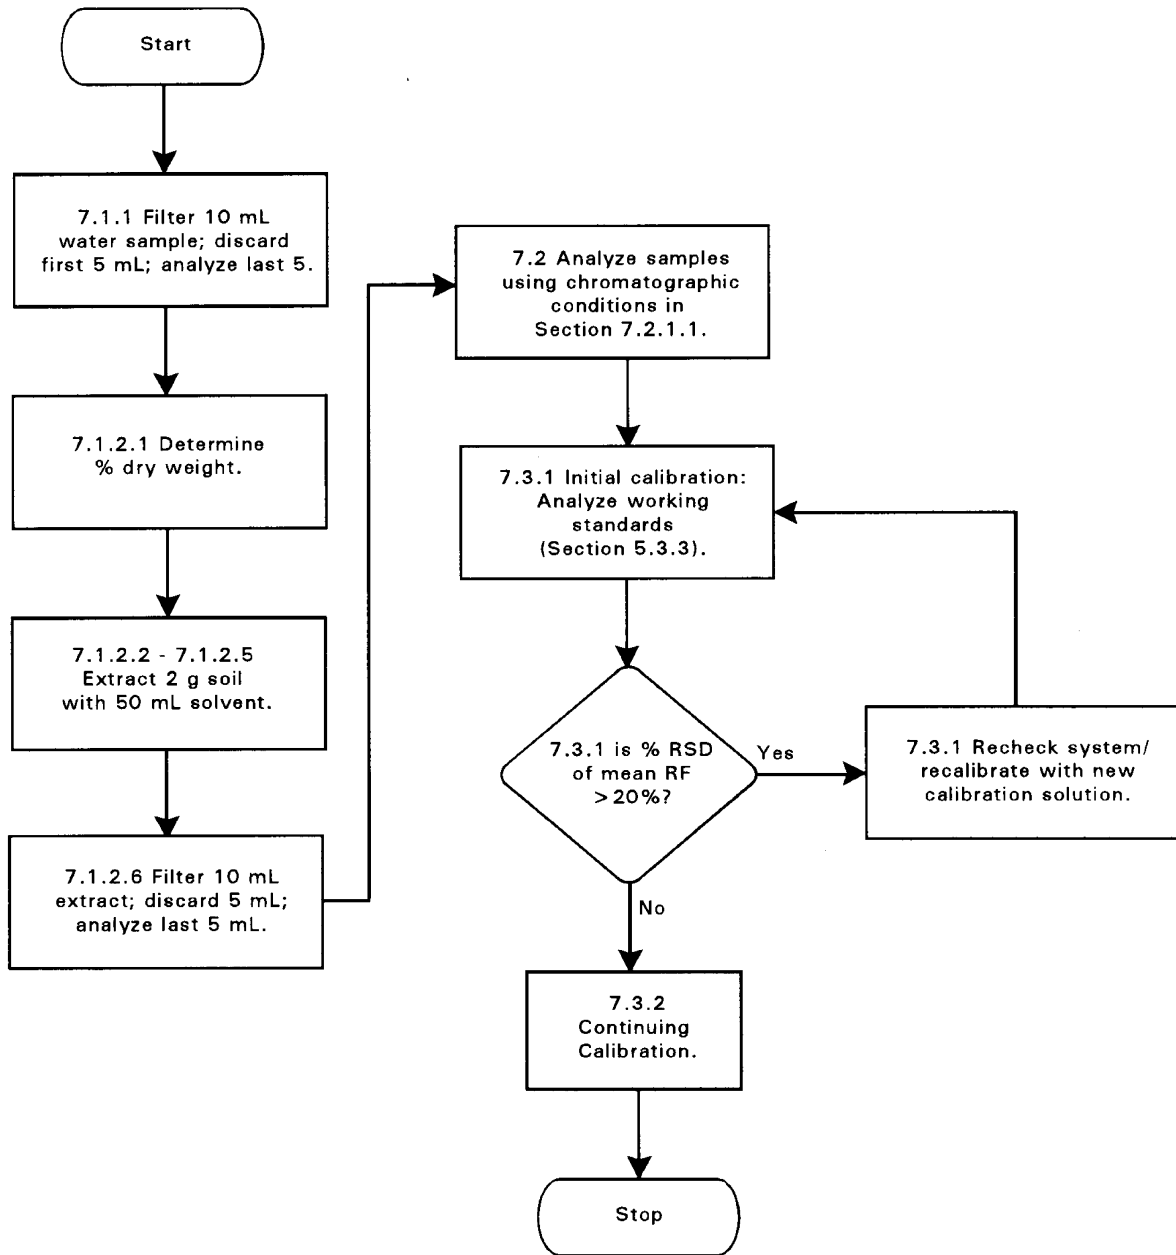 Start
7.1.1 Filter 10 mL
water sample; discard
first 5 mL; analyze last 5.
7.1.2.1 Determine
% dry weight.
7.1.2.2 - 7.1.2.5
Extract 2 g soil
with 50 mL solvent.
7.1.2.6 Filter 10 mL
extract; discard 5 mL;
analyze last 5 mL.
7.2 Analyze samples
using chromatographic
conditions in
Section 7.2.1.1.
7.3.1 Initial calibration:
Analyze working
standards
(Section 5.3.3).
7.3.1 is % RSD
of mean RF
>20%?
Yes
7.3.1 Recheck system/
recalibrate with new
calibration solution.
No
7.3.2
Continuing
Calibration.
Stop